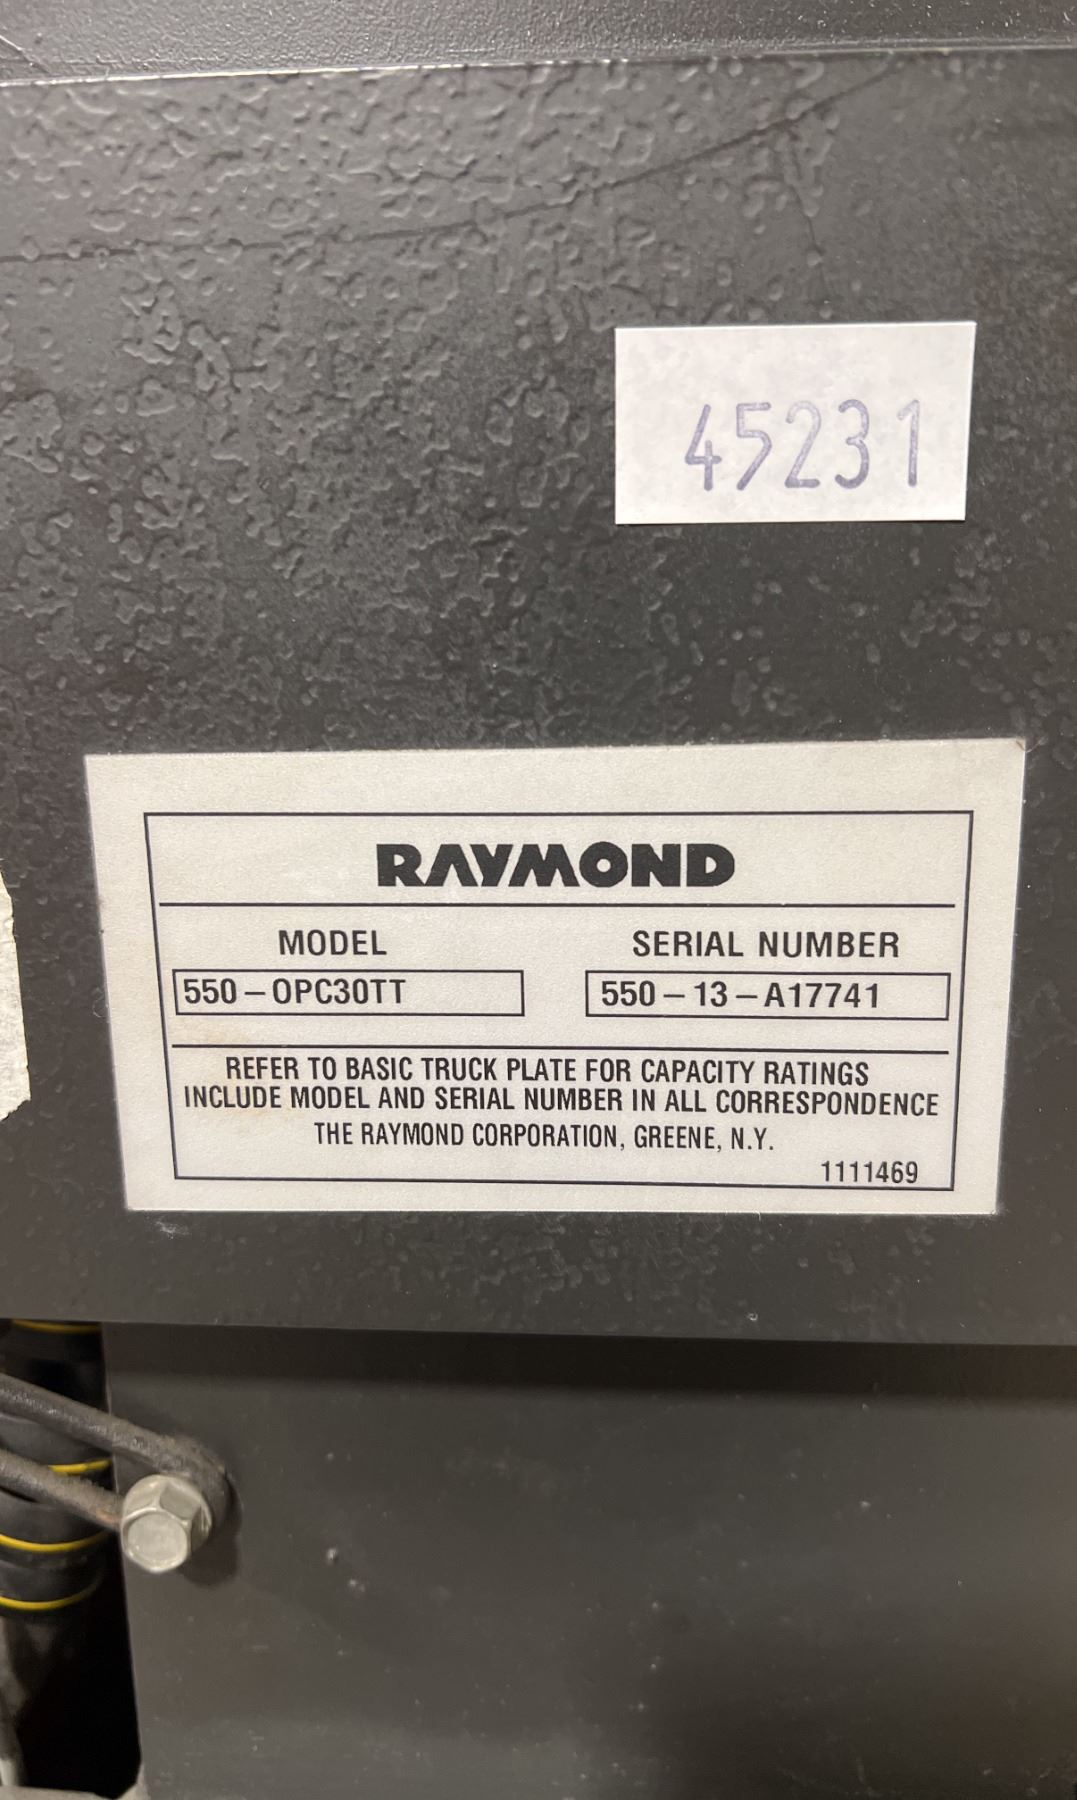 45231
RAYMOND
MODEL SERIAL NUMBER
550-OPC30TT 550-13-A17741
REFER TO BASIC TRUCK PLATE FOR CAPACITY RATINGS
INCLUDE MODEL AND SERIAL NUMBER IN ALL CORRESPONDENCE
THE RAYMOND CORPORATION, GREENE, N.Y.
1111469